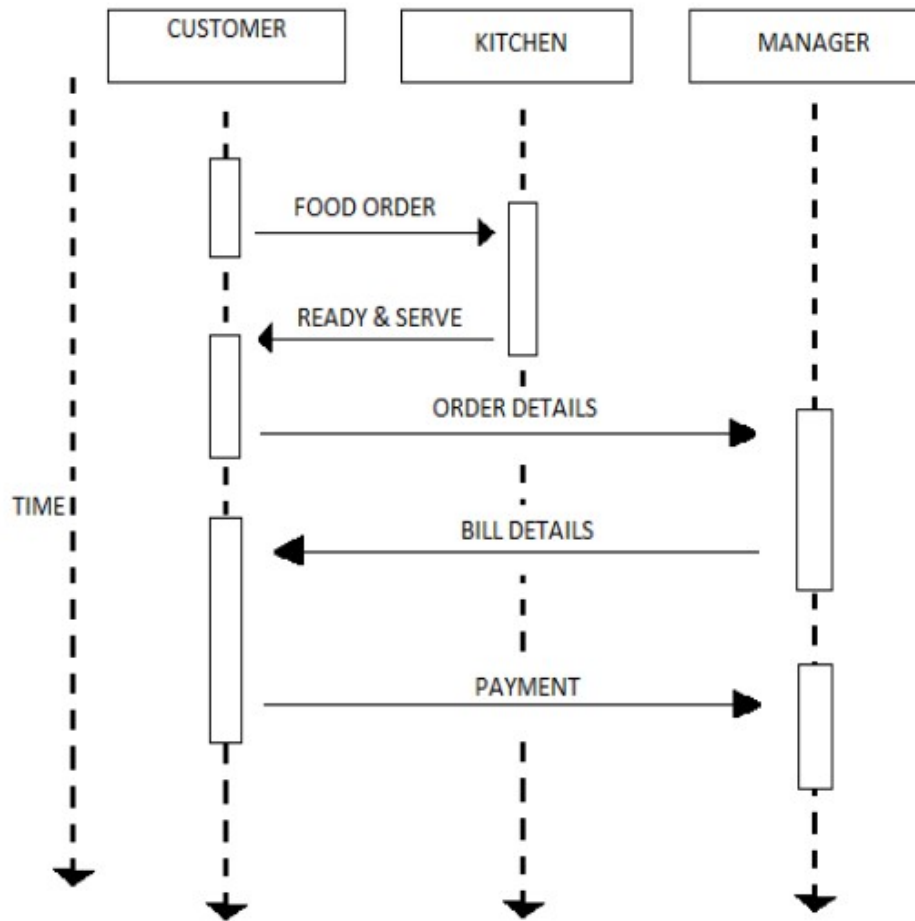 CUSTOMER
KITCHEN
MANAGER
FOOD ORDER
READY & SERVE
ORDER DETAILS
TIME
BILL DETAILS
PAYMENT